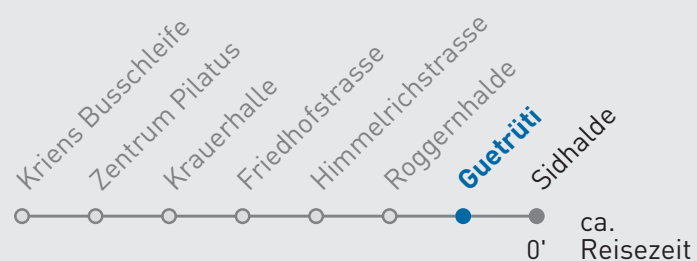 Kriens Busschleife
Zentrum Pilatus
Krauerhalle
Friedhofstrasse
Himmelrichstrasse
Roggernhalde
Guetrüti
Sidhalde
ca.
0' Reisezeit